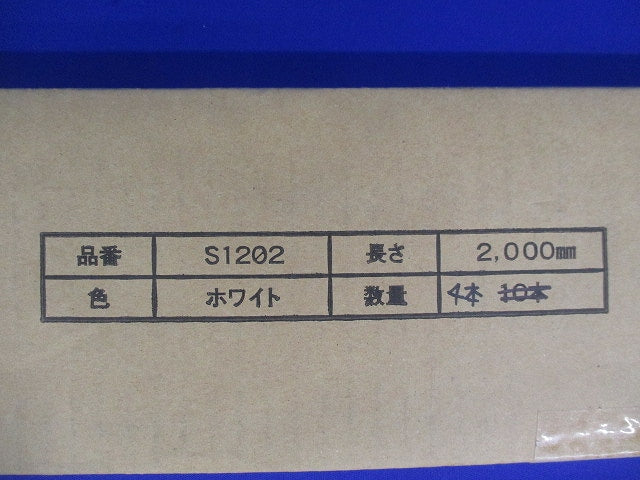 品番 S1202 長さ 2,000㎜
色 ホワイト 数量 4本 10本